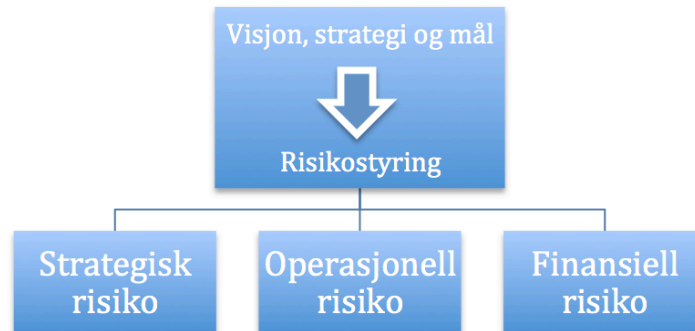 Visjon, strategi og mål
Risikostyring
Strategisk
risiko
Operasjonell
risiko
Finansiell
risiko